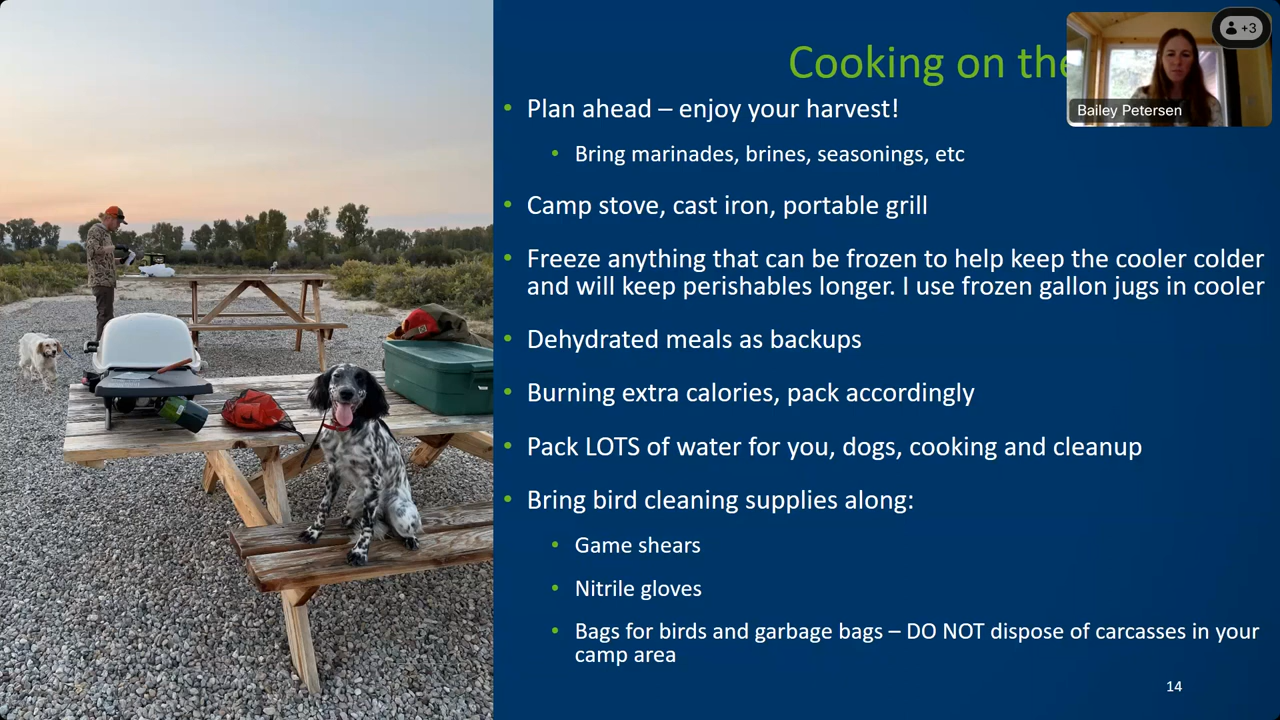 Cooking on the
+3
Bailey Petersen
• Plan ahead – enjoy your harvest!
• Bring marinades, brines, seasonings, etc
• Camp stove, cast iron, portable grill
• Freeze anything that can be frozen to help keep the cooler colder
and will keep perishables longer. I use frozen gallon jugs in cooler
• Dehydrated meals as backups
• Burning extra calories, pack accordingly
• Pack LOTS of water for you, dogs, cooking and cleanup
• Bring bird cleaning supplies along:
• Game shears
• Nitrile gloves
• Bags for birds and garbage bags – DO NOT dispose of carcasses in your
camp area
14